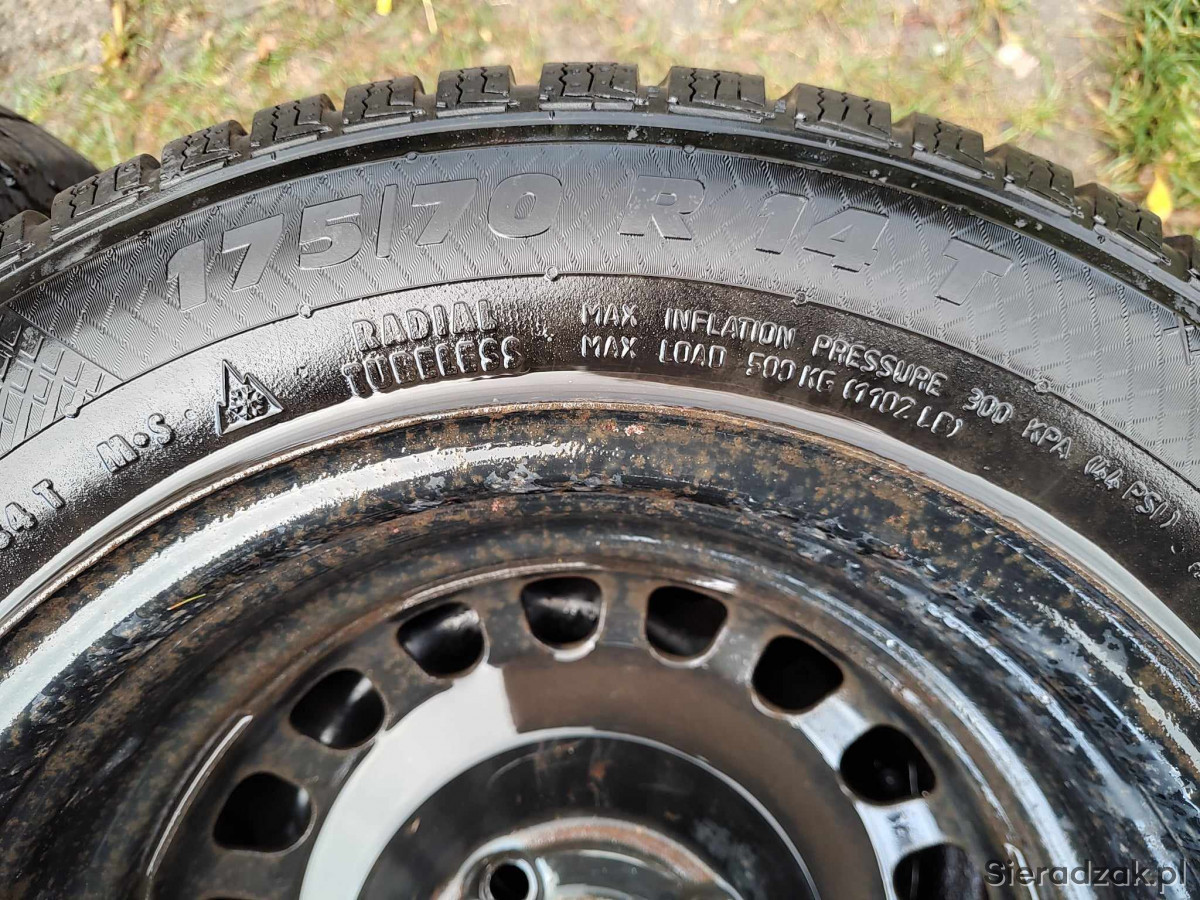 175/70 R 14 T
RADIAL
TUBELESS
MAX INFLATION PRESSURE 300 KPA (44 PSI)
MAX LOAD 500 KG (1102 LB)
M•S
4 T
Sieradzak.pl